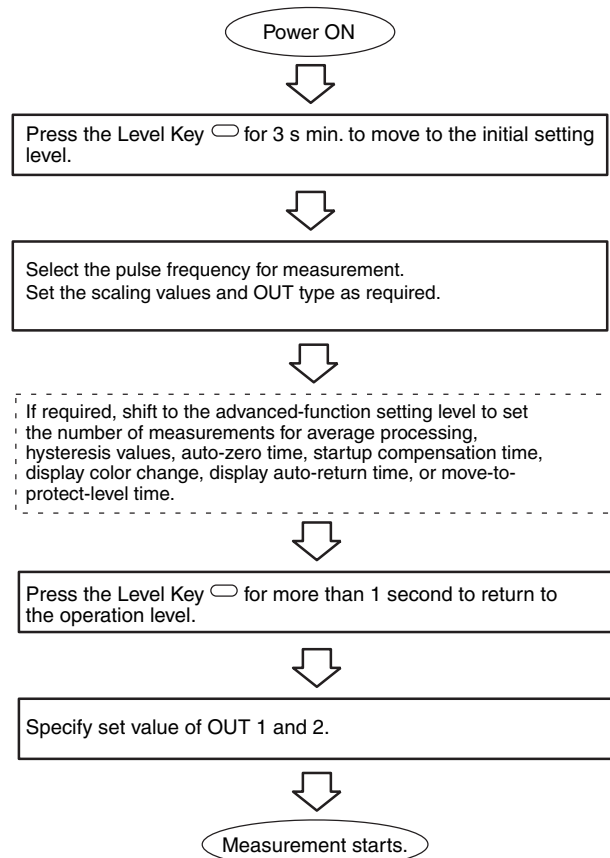 Power ON
Press the Level Key for 3 s min. to move to the initial setting
level.
Select the pulse frequency for measurement.
Set the scaling values and OUT type as required.
If required, shift to the advanced-function setting level to set
the number of measurements for average processing,
hysteresis values, auto-zero time, startup compensation time,
display color change, display auto-return time, or move-to-
protect-level time.
Press the Level Key for more than 1 second to return to
the operation level.
Specify set value of OUT 1 and 2.
Measurement starts.